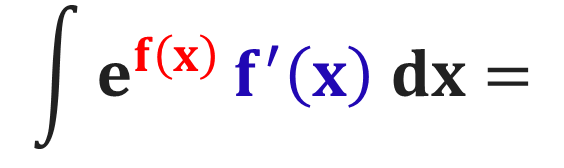 ∫ e^f(x) f′(x) dx =